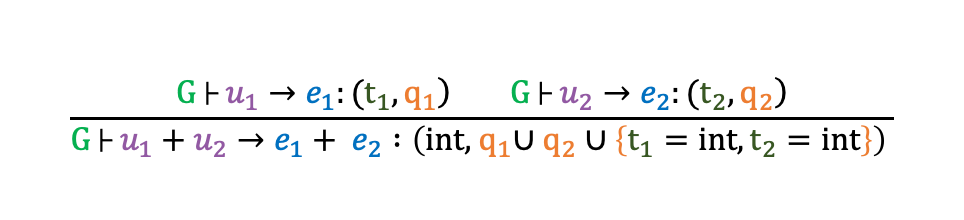 G ⊢ u₁ → e₁: (t₁, q₁) G ⊢ u₂ → e₂: (t₂, q₂)
G ⊢ u₁ + u₂ → e₁ + e₂ : (int, q₁ ∪ q₂ ∪ {t₁ = int, t₂ = int})